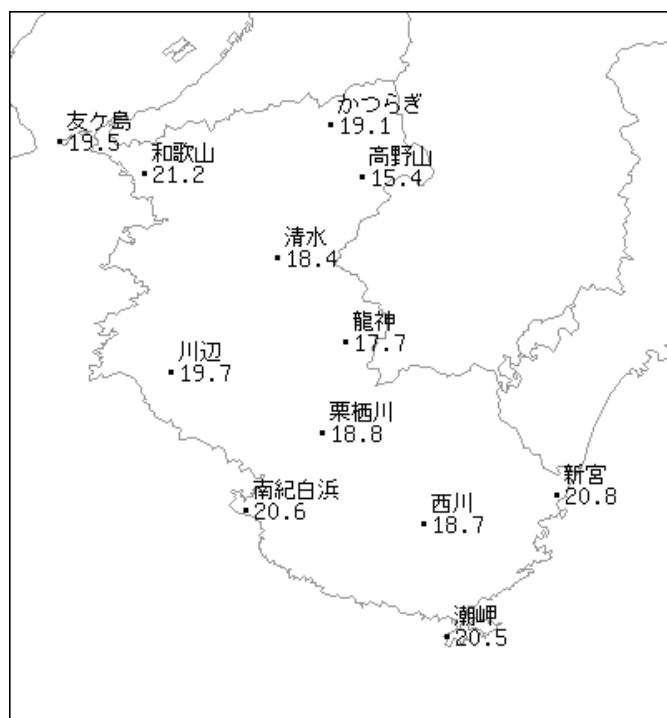 かつらぎ
19.1
友ケ島
19.5
和歌山
21.2
高野山
15.4
清水
18.4
龍神
17.7
川辺
19.7
栗栖川
18.8
南紀白浜
20.6
西川
18.7
新宮
20.8
潮岬
20.5